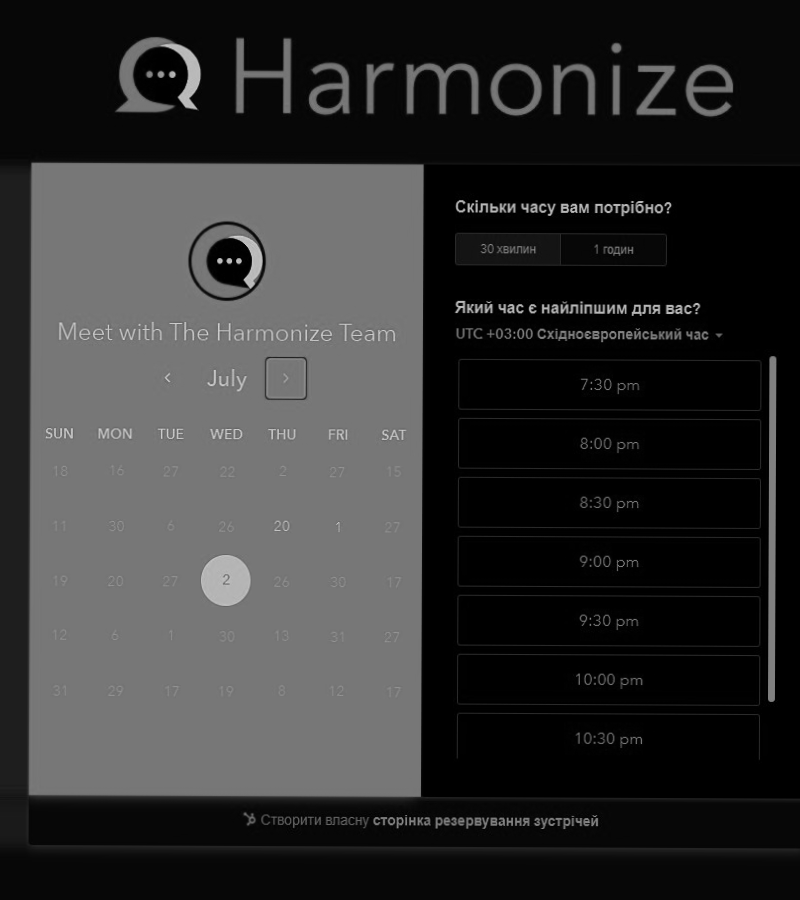 Harmonize
Meet with The Harmonize Team
July
SUN MON TUE WED THU FRI SAT
18 16 27 22 2 27 15
11 30 6 26 20 1 27
19 20 27 2 26 30 17
12 6 1 30 13 31 27
31 29 17 19 8 12 17
Скільки часу вам потрібно?
30 хвилин 1 годин
Який час є найліпшим для вас?
UTC +03:00 Східноєвропейський час
7:30 pm
8:00 pm
8:30 pm
9:00 pm
9:30 pm
10:00 pm
10:30 pm
Створити власну сторінка резервування зустрічей